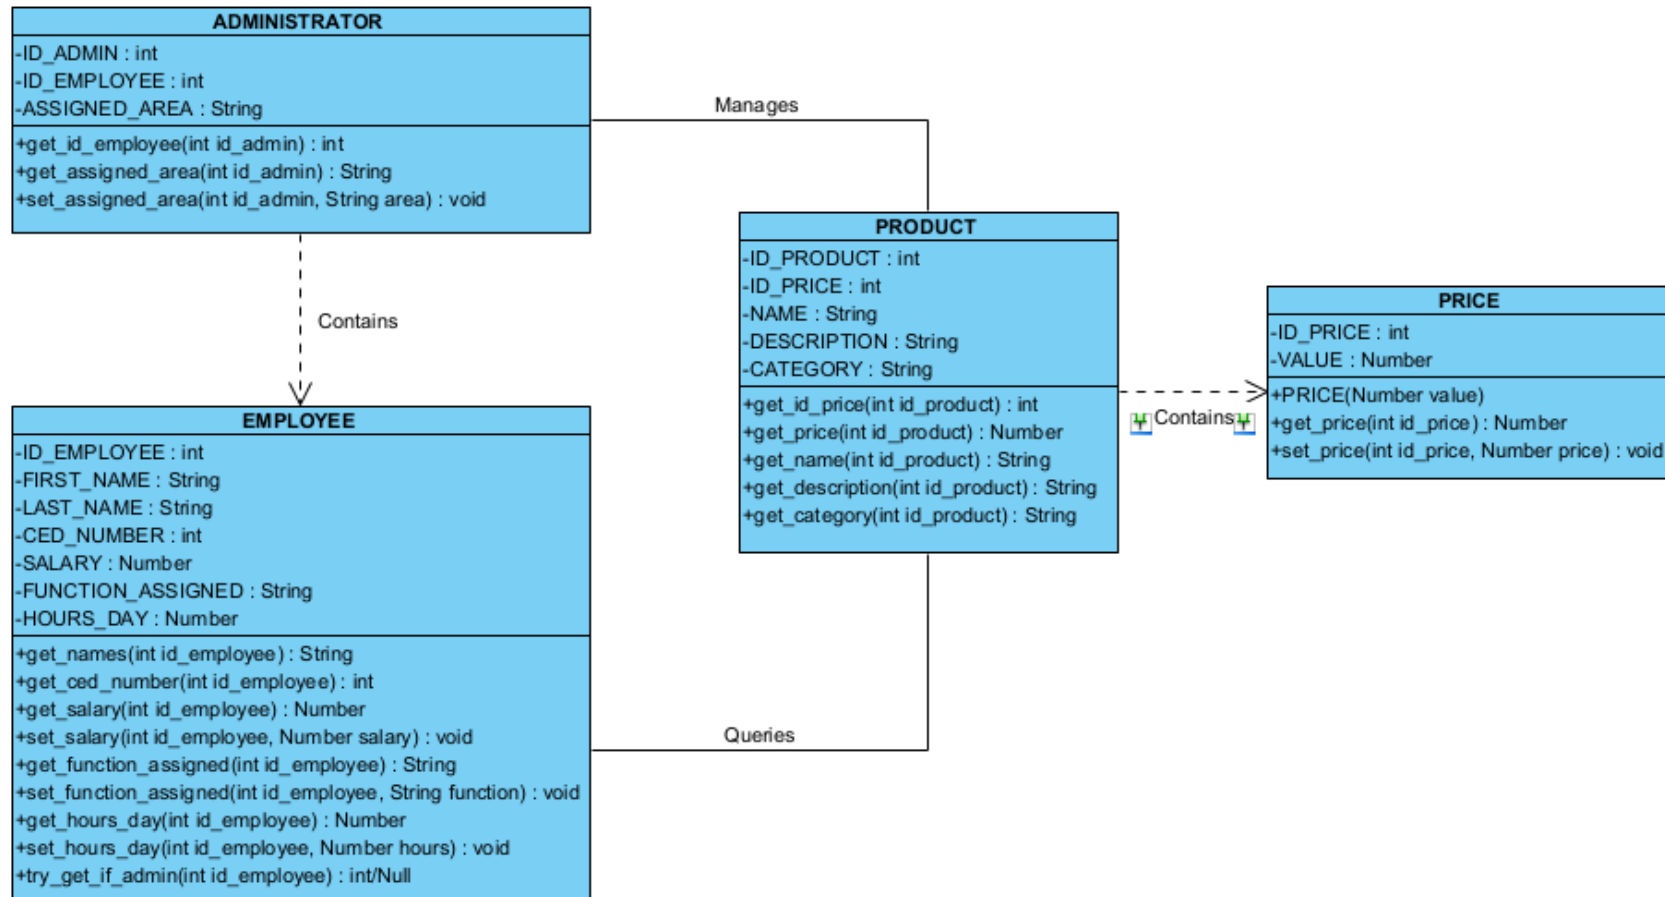 ADMINISTRATOR
-ID_ADMIN : int
-ID_EMPLOYEE : int
-ASSIGNED_AREA : String
+get_id_employee(int id_admin) : int
+get_assigned_area(int id_admin) : String
+set_assigned_area(int id_admin, String area) : void
Manages
Contains
EMPLOYEE
-ID_EMPLOYEE : int
-FIRST_NAME : String
-LAST_NAME : String
-CED_NUMBER : int
-SALARY : Number
-FUNCTION_ASSIGNED : String
-HOURS_DAY : Number
+get_names(int id_employee) : String
+get_ced_number(int id_employee) : int
+get_salary(int id_employee) : Number
+set_salary(int id_employee, Number salary) : void
+get_function_assigned(int id_employee) : String
+set_function_assigned(int id_employee, String function) : void
+get_hours_day(int id_employee) : Number
+set_hours_day(int id_employee, Number hours) : void
+try_get_if_admin(int id_employee) : int/Null
Queries
PRODUCT
-ID_PRODUCT : int
-ID_PRICE : int
-NAME : String
-DESCRIPTION : String
-CATEGORY : String
+get_id_price(int id_product) : int
+get_price(int id_product) : Number
+get_name(int id_product) : String
+get_description(int id_product) : String
+get_category(int id_product) : String
Contains
PRICE
-ID_PRICE : int
-VALUE : Number
+PRICE(Number value)
+get_price(int id_price) : Number
+set_price(int id_price, Number price) : void